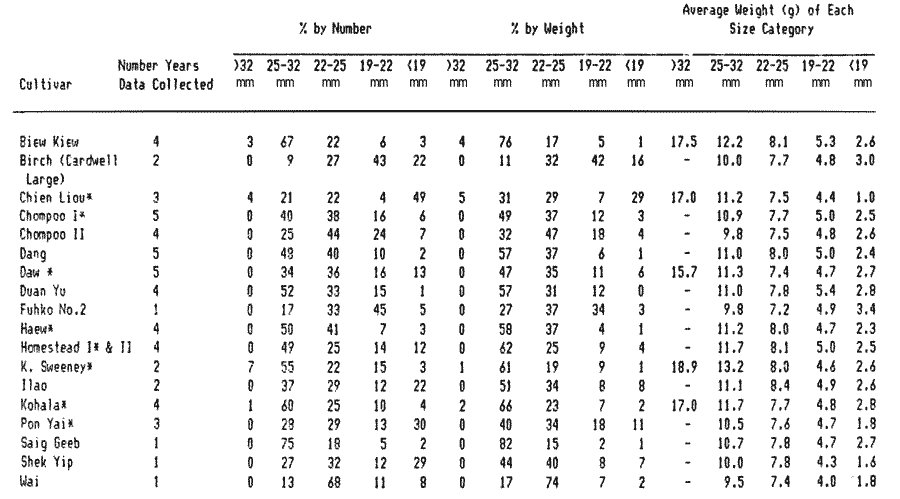 Average Weight (g) of Each
% by Number % by Weight Size Category
Number Years >32 25-32 22-25 19-22 <19 >32 25-32 22-25 19-22 <19 >32 25-32 22-25 19-22 <19
Cultivar Data Collected mm mm mm mm mm mm mm mm mm mm mm mm mm mm mm
Biew Kiew 4 3 67 22 6 3 4 76 17 5 1 17.5 12.2 8.1 5.3 2.6
Birch (Cardwell 2 0 9 27 43 22 0 11 32 42 16 - 10.0 7.7 4.8 3.0
Large)
Chien Liou* 3 4 21 22 4 49 5 31 29 7 29 17.0 11.2 7.5 4.4 1.0
Chompoo I* 5 0 40 38 16 6 0 49 37 12 3 - 10.9 7.7 5.0 2.5
Chompoo II 4 0 25 44 24 7 0 32 47 18 4 - 9.8 7.5 4.8 2.6
Dang 5 0 48 40 10 2 0 57 37 6 1 - 11.0 8.0 5.0 2.4
Daw * 5 0 34 36 16 13 0 47 35 11 6 15.7 11.3 7.4 4.7 2.7
Duan Yu 4 0 52 33 15 1 0 57 31 12 0 - 11.0 7.8 5.4 2.8
Fuhko No.2 1 0 17 33 45 5 0 27 37 34 3 - 9.8 7.2 4.9 3.4
Haew* 4 0 50 41 7 3 0 58 37 4 1 - 11.2 8.0 4.7 2.3
Homestead I* & II 4 0 49 25 14 12 0 62 25 9 4 - 11.7 8.1 5.0 2.5
K. Sweeney* 2 7 55 22 15 3 1 61 19 9 1 18.9 13.2 8.0 4.6 2.6
Ilao 2 0 37 29 12 22 0 51 34 8 8 - 11.1 8.4 4.9 2.6
Kohala* 4 1 60 25 10 4 2 66 23 7 2 17.0 11.7 7.7 4.8 2.8
Pon Yai* 3 0 28 29 13 30 0 40 34 18 11 - 10.5 7.6 4.7 1.8
Saig Geeb 1 0 75 18 5 2 0 82 15 2 1 - 10.7 7.8 4.7 2.7
Shek Yip 1 0 27 32 12 29 0 44 40 8 7 - 10.0 7.8 4.3 1.6
Wai 1 0 13 68 11 8 0 17 74 7 2 - 9.5 7.4 4.0 1.8